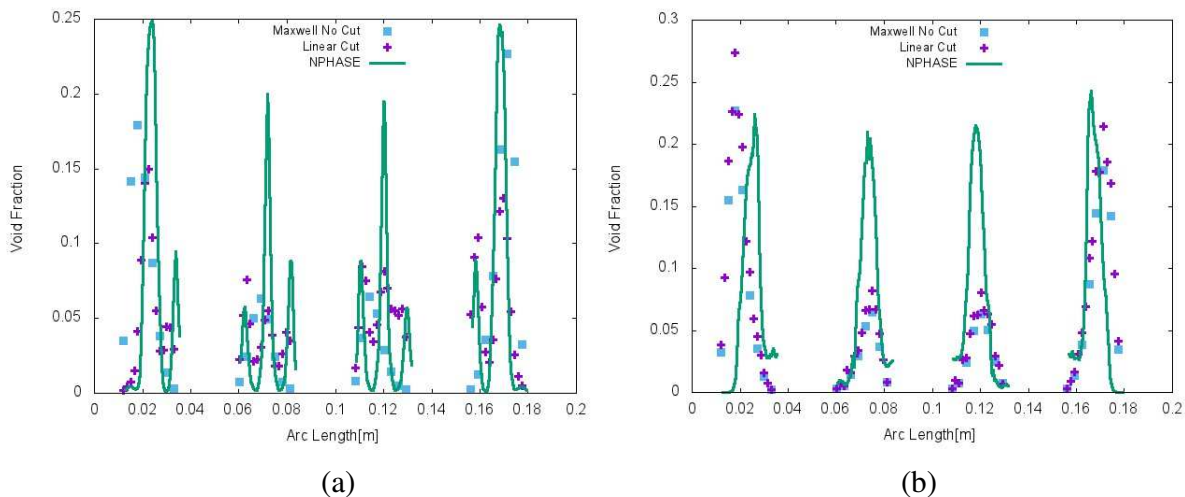 Maxwell No Cut
Linear Cut
NPHASE
0.25
0.2
0.15
0.1
0.05
0
Void Fraction
0 0.02 0.04 0.06 0.08 0.1 0.12 0.14 0.16 0.18 0.2
Arc Length[m]
(a)
Maxwell No Cut
Linear Cut
NPHASE
0.3
0.25
0.2
0.15
0.1
0.05
0
Void Fraction
0 0.02 0.04 0.06 0.08 0.1 0.12 0.14 0.16 0.18 0.2
Arc Length[m]
(b)